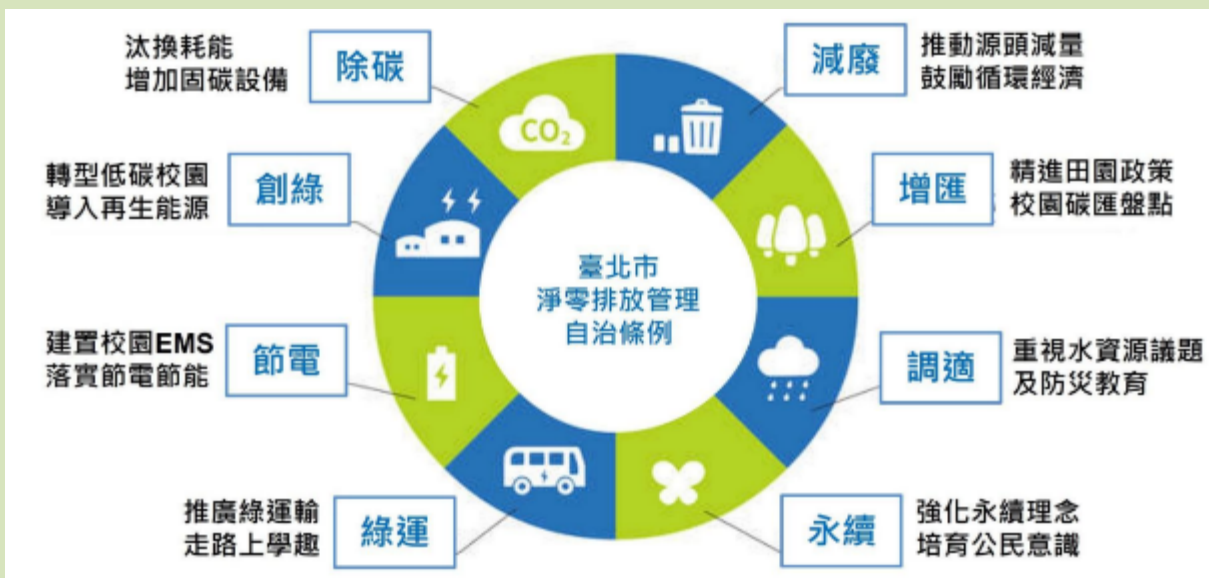 汰換耗能
增加固碳設備
除碳
CO₂
減廢
推動源頭減量
鼓勵循環經濟
轉型低碳校園
導入再生能源
創綠
增匯
精進田園政策
校園碳匯盤點
臺北市
淨零排放管理
自治條例
建置校園EMS
落實節電節能
節電
調適
重視水資源議題
及防災教育
推廣綠運輸
走路上學趣
綠運
永續
強化永續理念
培育公民意識